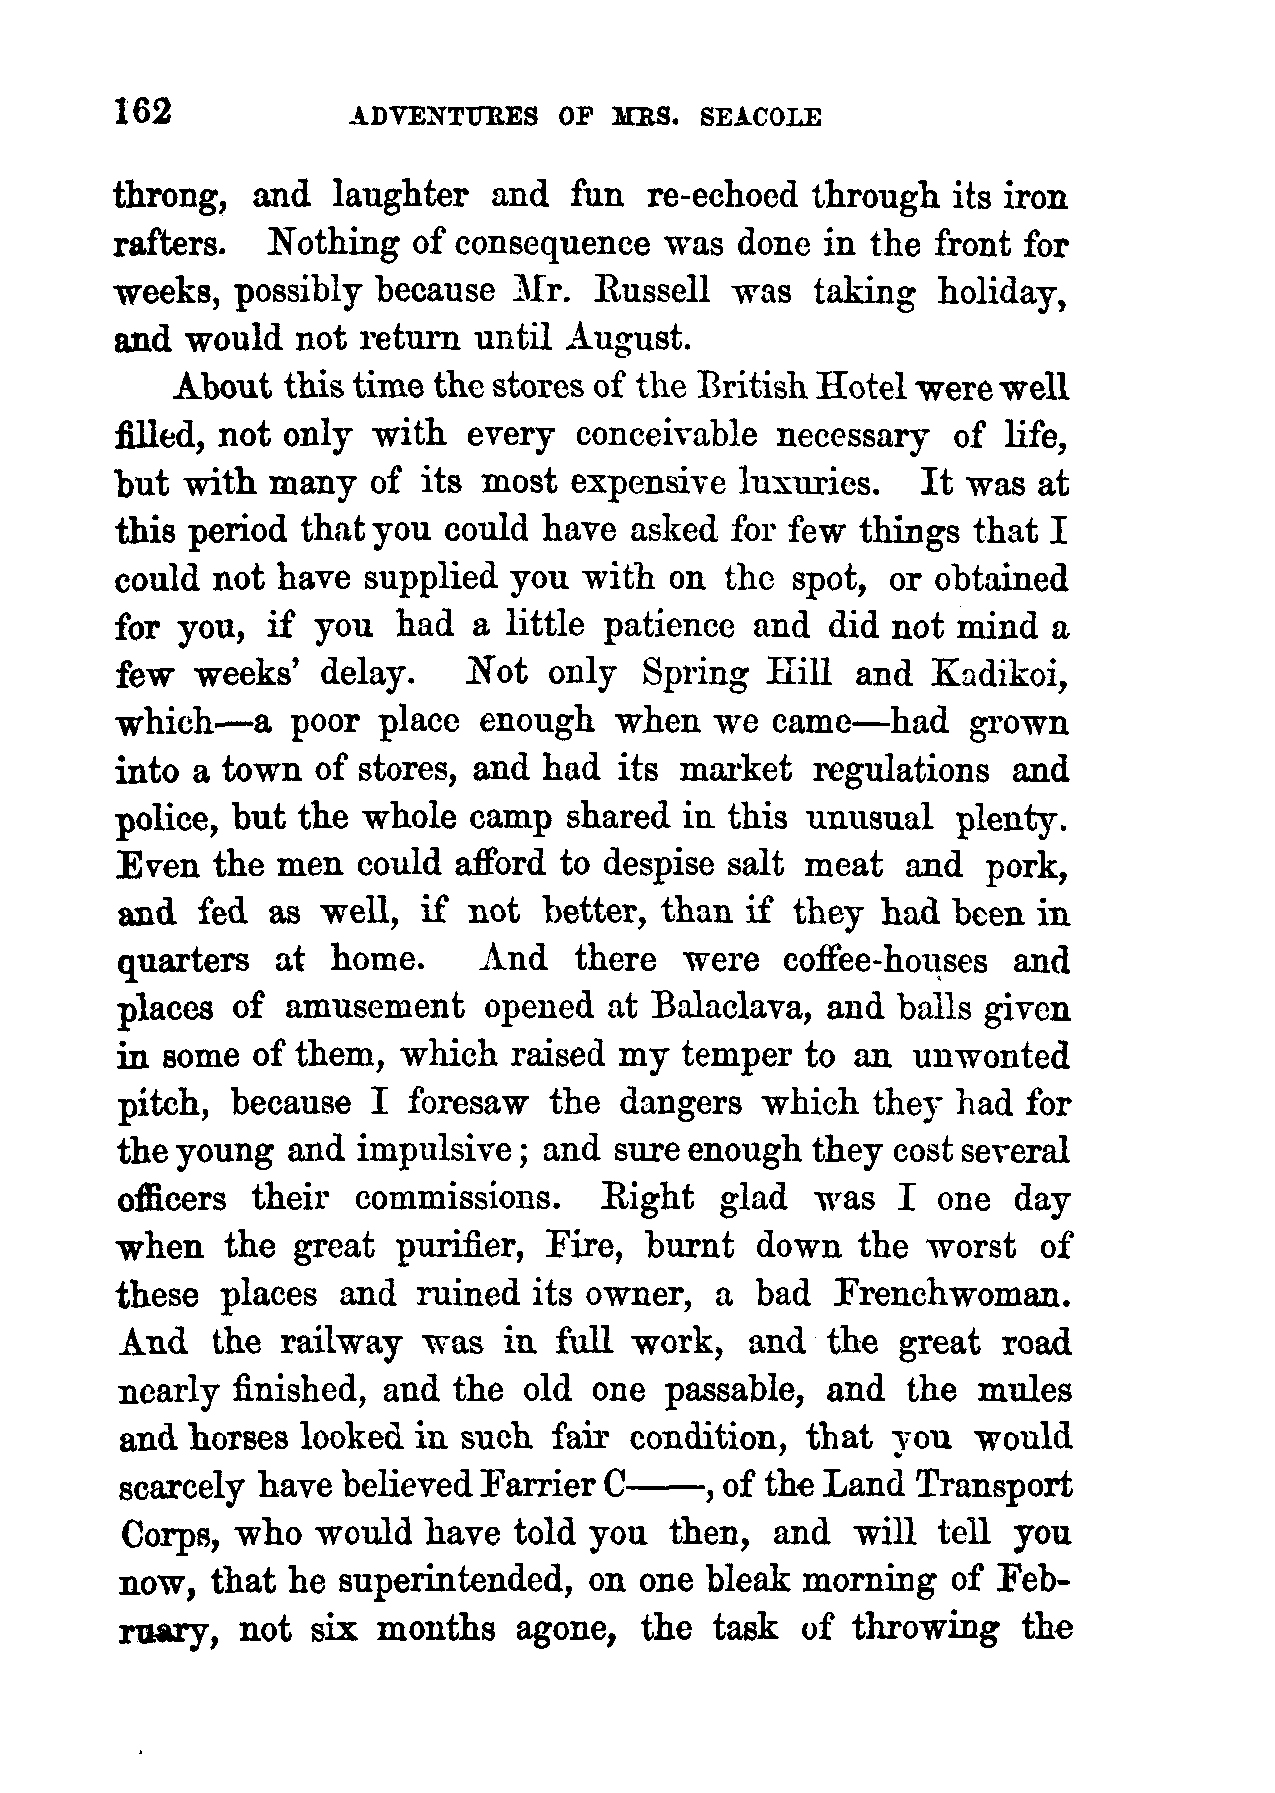 162 ADVENTURES OF MRS. SEACOLE
throng, and laughter and fun re-echoed through its iron
rafters. Nothing of consequence was done in the front for
weeks, possibly because Mr. Russell was taking holiday,
and would not return until August.
About this time the stores of the British Hotel were well
filled, not only with every conceivable necessary of life,
but with many of its most expensive luxuries. It was at
this period that you could have asked for few things that I
could not have supplied you with on the spot, or obtained
for you, if you had a little patience and did not mind a
few weeks' delay. Not only Spring Hill and Kadikoi,
which—a poor place enough when we came—had grown
into a town of stores, and had its market regulations and
police, but the whole camp shared in this unusual plenty.
Even the men could afford to despise salt meat and pork,
and fed as well, if not better, than if they had been in
quarters at home. And there were coffee-houses and
places of amusement opened at Balaclava, and balls given
in some of them, which raised my temper to an unwonted
pitch, because I foresaw the dangers which they had for
the young and impulsive; and sure enough they cost several
officers their commissions. Right glad was I one day
when the great purifier, Fire, burnt down the worst of
these places and ruined its owner, a bad Frenchwoman.
And the railway was in full work, and the great road
nearly finished, and the old one passable, and the mules
and horses looked in such fair condition, that you would
scarcely have believed Farrier C——, of the Land Transport
Corps, who would have told you then, and will tell you
now, that he superintended, on one bleak morning of Feb-
ruary, not six months agone, the task of throwing the